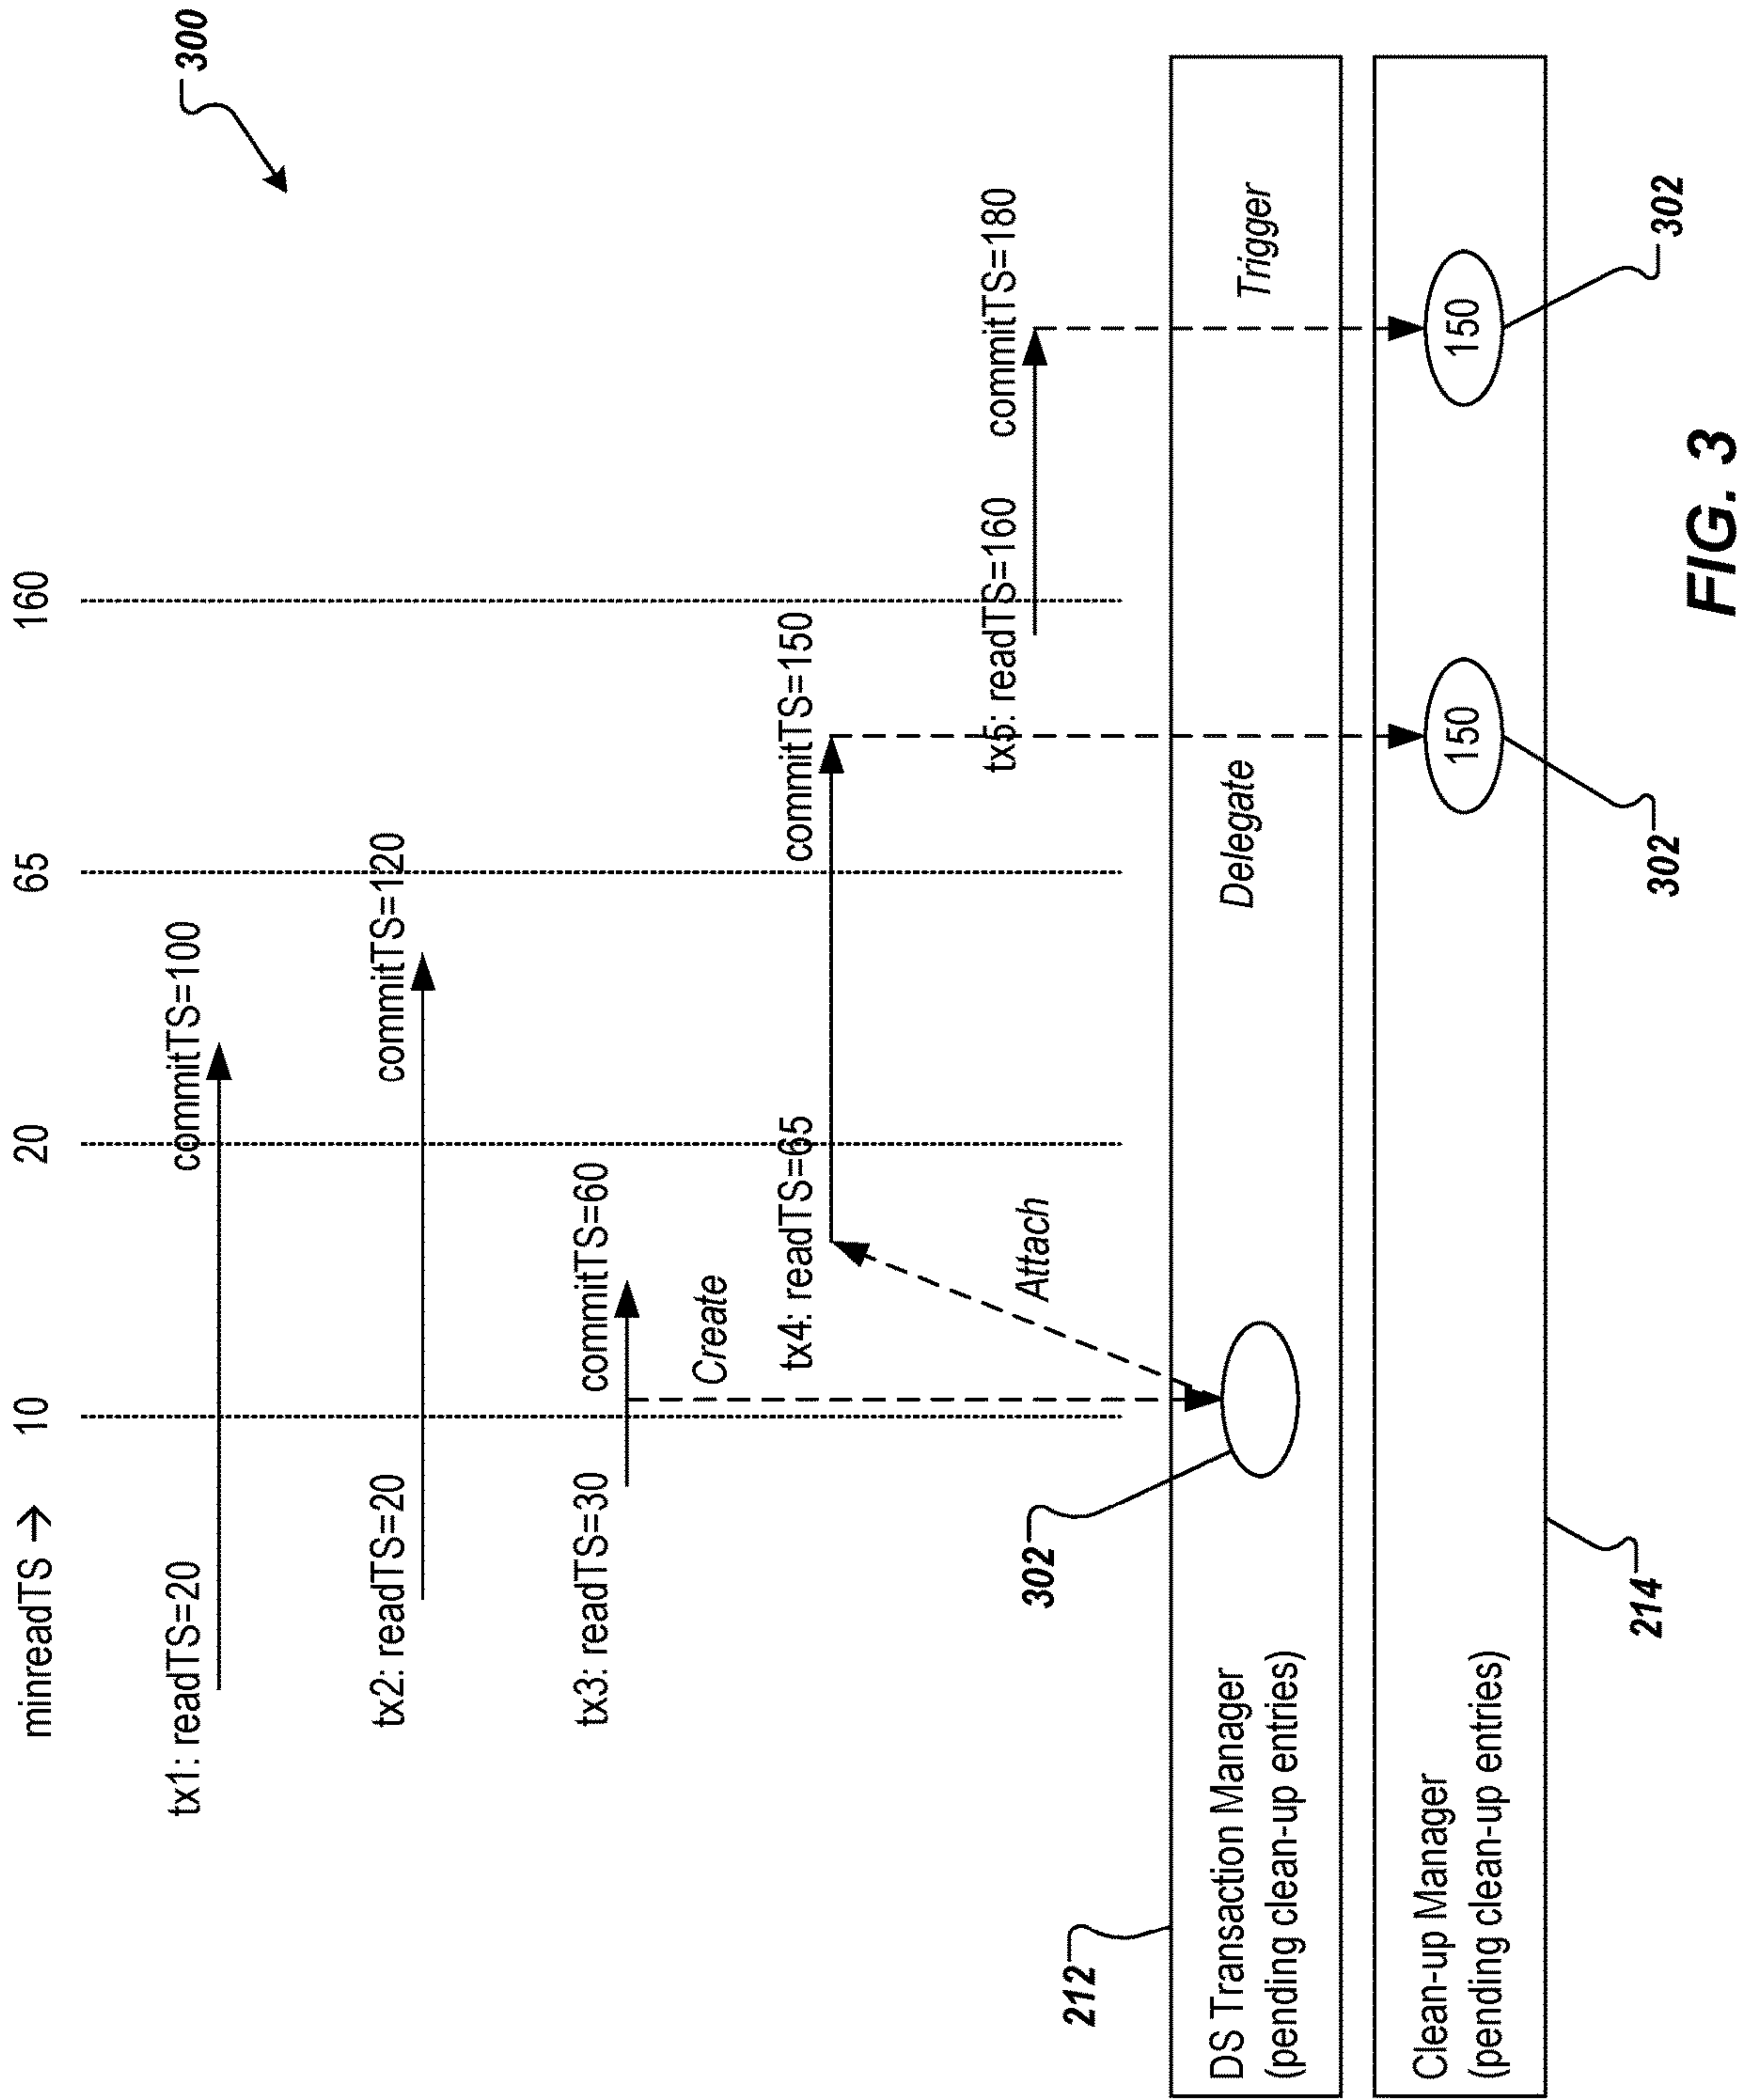 300
minreadTS → 10 20 65 160
tx1: readTS=20 commitTS=100
tx2: readTS=20 commitTS=120
tx3: readTS=30 commitTS=60
Create
tx4: readTS=65 commitTS=150
Attach
tx5: readTS=160 commitTS=180
302
212
DS Transaction Manager
(pending clean-up entries)
Delegate
Trigger
Clean-up Manager
(pending clean-up entries)
150
150
214
302
302
FIG. 3